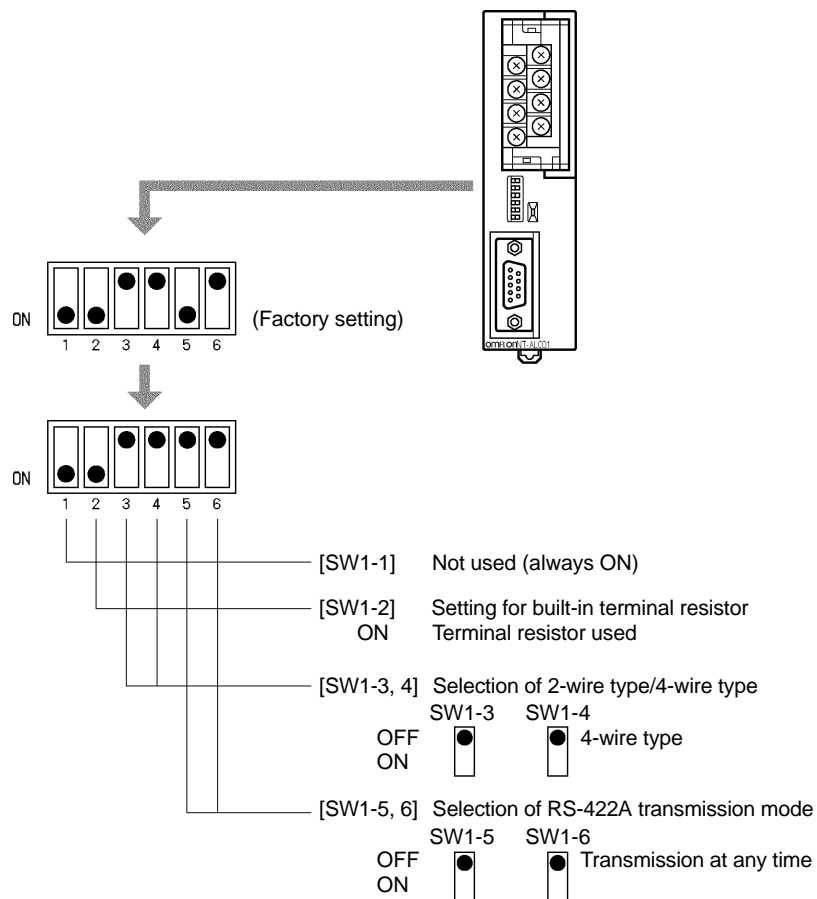 OMRON NT-AL001
ON
(Factory setting)
1 2 3 4 5 6
ON
1 2 3 4 5 6
[SW1-1] Not used (always ON)
[SW1-2] Setting for built-in terminal resistor
ON Terminal resistor used
[SW1-3, 4] Selection of 2-wire type/4-wire type
SW1-3 SW1-4
OFF 4-wire type
ON
[SW1-5, 6] Selection of RS-422A transmission mode
SW1-5 SW1-6
OFF Transmission at any time
ON